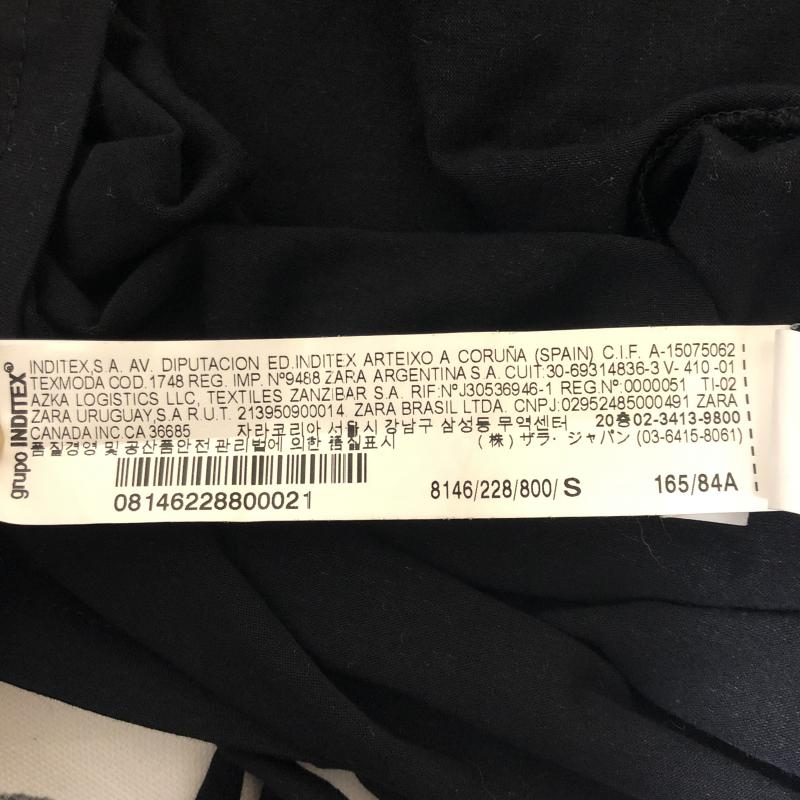 grupo INDITEX®
INDITEX,S.A. AV. DIPUTACION ED.INDITEX ARTEIXO A CORUÑA (SPAIN) C.I.F. A-15075062
TEXMODA COD.1748 REG. IMP. Nº9488 ZARA ARGENTINA S.A. CUIT:30-69314836-3 V- 410 -01
AZKA LOGISTICS LLC, TEXTILES ZANZIBAR S.A. RIF:NºJ30536946-1 REG.Nº:0000051 TI-02
ZARA URUGUAY,S.A R.U.T. 213950900014. ZARA BRASIL LTDA. CNPJ:02952485000491 ZARA
CANADA,INC.CA 36685 자라코리아 서울시 강남구 삼성동 무역센터 20층02-3413-9800
품질경영 및 공산품안전 관리법에 의한 품질표시 (株) ザラ・ジャパン (03-6415-8061)
08146228800021 8146/228/800/S 165/84A